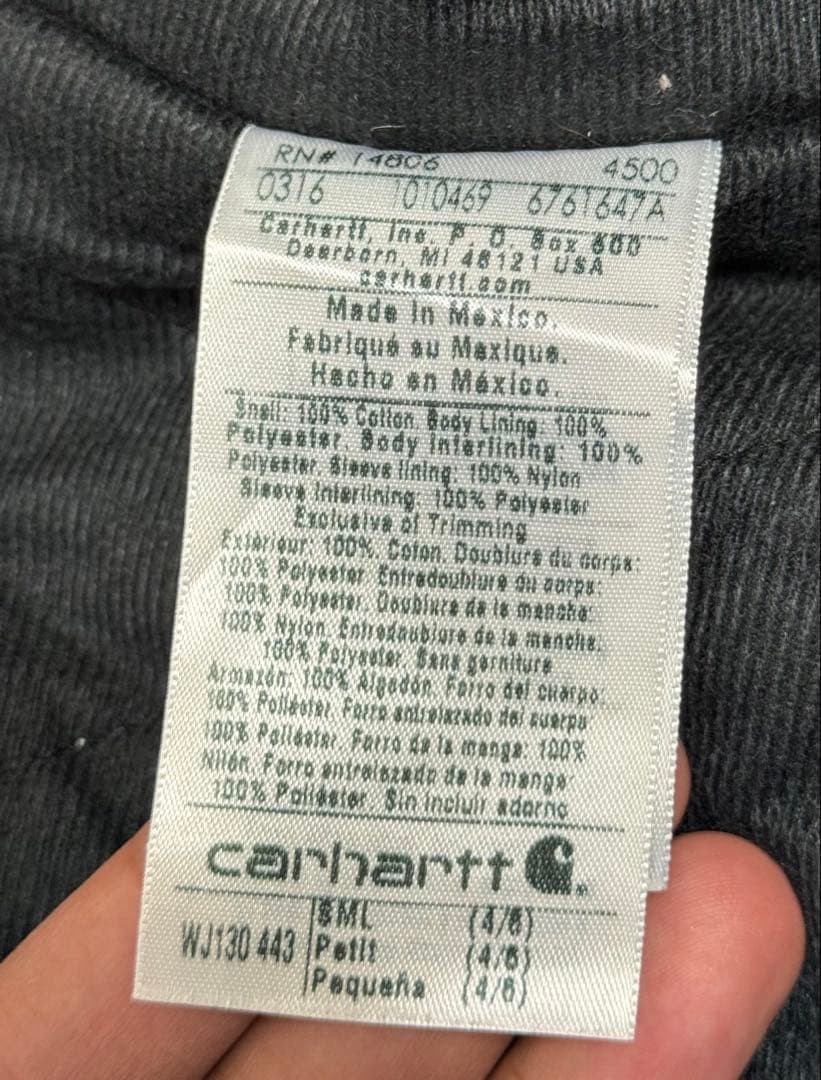 RN# 14806 4500
0316 1010469 6761647A
Carhartt, Inc. P. O. Box 600
Dearborn, MI 48121 USA
carhartt.com
Made in Mexico.
Fabriqué au Mexique.
Hecho en México.
Shell: 100% Cotton. Body Lining: 100%
Polyester. Body Interlining: 100%
Polyester. Sleeve lining: 100% Nylon
Sleeve Interlining: 100% Polyester
Exclusive of Trimming
Extérieur: 100%. Coton. Doublure du corps:
100% Polyester. Entredoublure du corps:
100% Polyester. Doublure de la manche:
100% Nylon. Entredoublure de la manche.
100% Polyester. Sans garniture
Armazón: 100% Algodón. Forro del cuerpo:
100% Poliéster. Forro entrelazado del cuerpo
100% Poliéster. Forro de la manga: 100%
Nilón. Forro entrelazado de la manga:
100% Poliéster. Sin incluir adorno
carhartt
WJ130 443 SML (4/6)
Petit (4/6)
Pequeña (4/6)